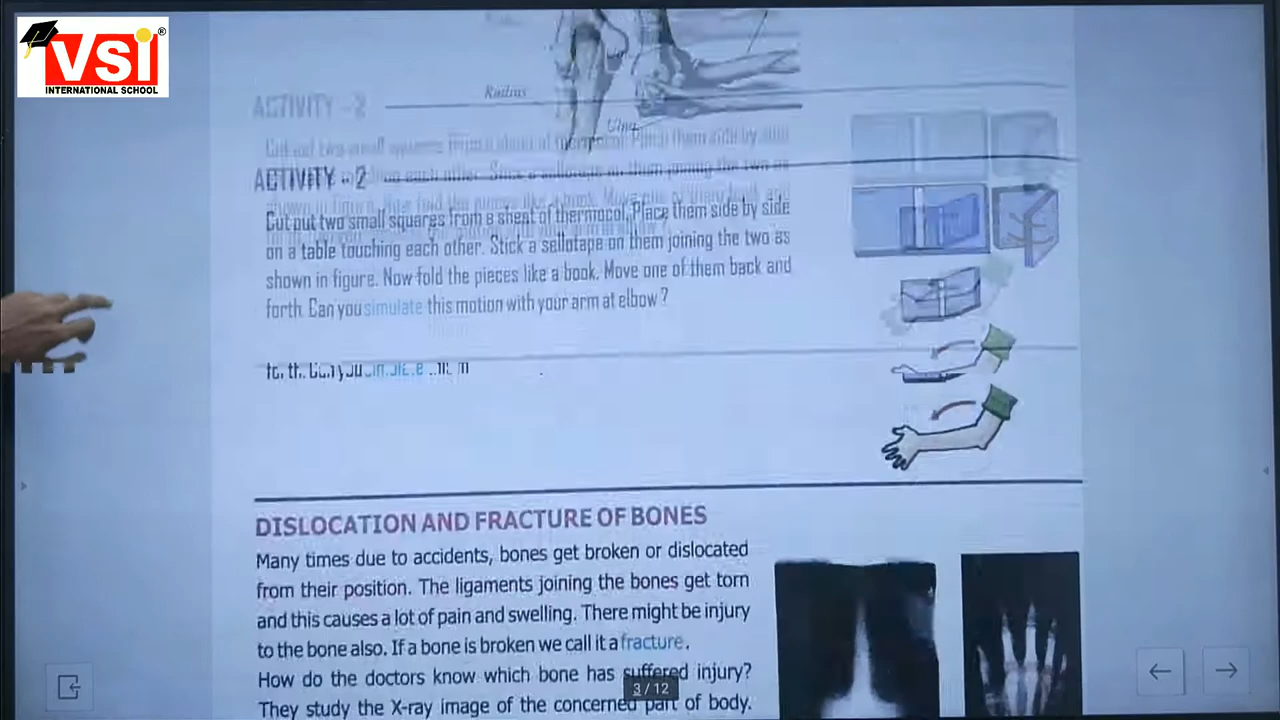 VSI
®
INTERNATIONAL SCHOOL
Radius
Ulna
ACTIVITY - 2
ACTIVITY - 2
Cut out two small squares from a sheat of thermocol. Place them side by side
on a table touching each other. Stick a sellotape on them joining the two as
shown in figure. Now fold the pieces like a book. Move one of them back and
forth. Can you simulate this motion with your arm at elbow ?
DISLOCATION AND FRACTURE OF BONES
Many times due to accidents, bones get broken or dislocated
from their position. The ligaments joining the bones get torn
and this causes a lot of pain and swelling. There might be injury
to the bone also. If a bone is broken we call it a fracture.
How do the doctors know which bone has suffered injury?
They study the X-ray image of the concerned part of body.
3 / 12